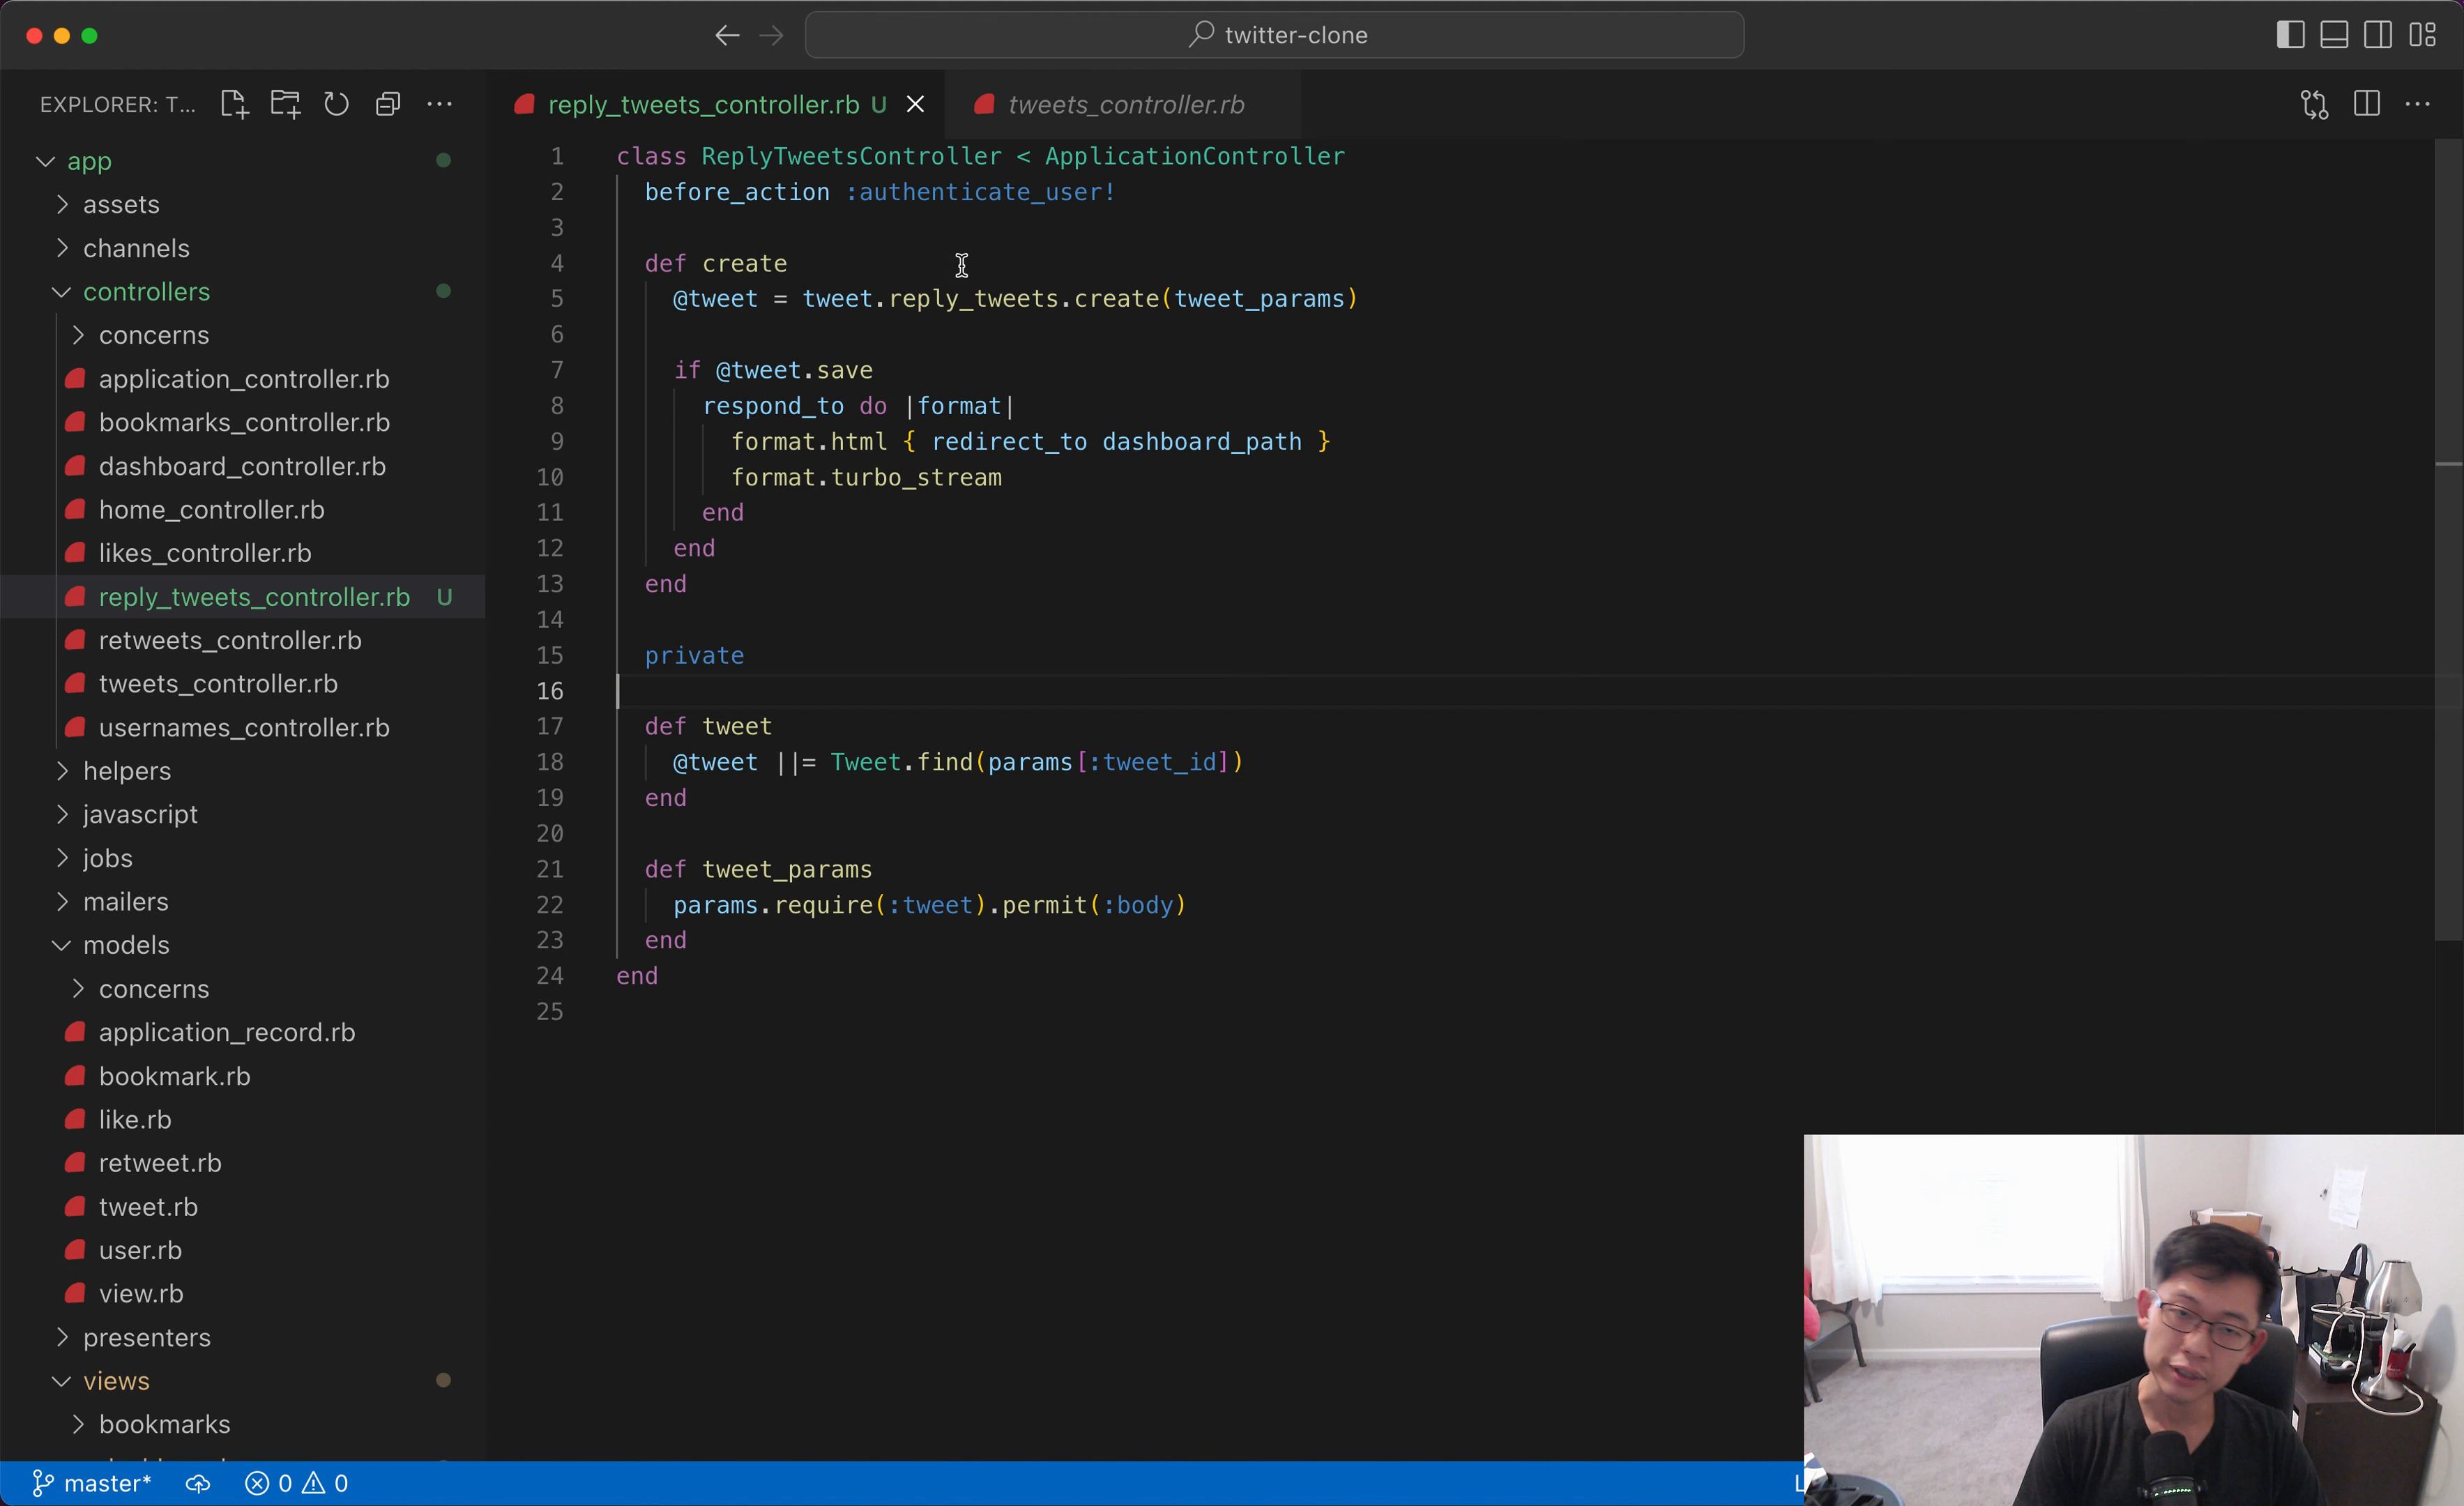 twitter-clone
EXPLORER: T...
reply_tweets_controller.rb U
tweets_controller.rb
app
assets
channels
controllers
concerns
application_controller.rb
bookmarks_controller.rb
dashboard_controller.rb
home_controller.rb
likes_controller.rb
reply_tweets_controller.rb U
retweets_controller.rb
tweets_controller.rb
usernames_controller.rb
helpers
javascript
jobs
mailers
models
concerns
application_record.rb
bookmark.rb
like.rb
retweet.rb
tweet.rb
user.rb
view.rb
presenters
views
bookmarks
1 class ReplyTweetsController < ApplicationController
2 before_action :authenticate_user!
3
4 def create
5 @tweet = tweet.reply_tweets.create(tweet_params)
6
7 if @tweet.save
8 respond_to do |format|
9 format.html { redirect_to dashboard_path }
10 format.turbo_stream
11 end
12 end
13 end
14
15 private
16
17 def tweet
18 @tweet ||= Tweet.find(params[:tweet_id])
19 end
20
21 def tweet_params
22 params.require(:tweet).permit(:body)
23 end
24 end
25
master* 0 0